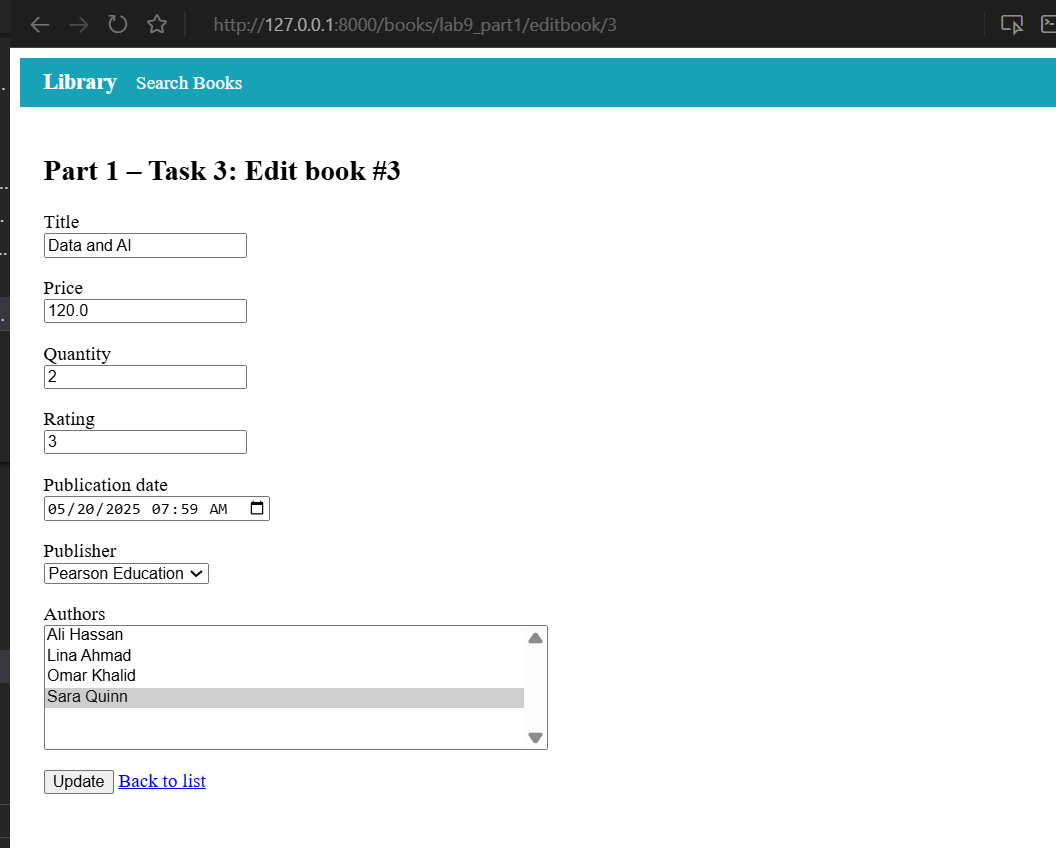 http://127.0.0.1:8000/books/lab9_part1/editbook/3
Library Search Books
Part 1 – Task 3: Edit book #3
Title
Data and AI
Price
120.0
Quantity
2
Rating
3
Publication date
05/20/2025 07:59 AM
Publisher
Pearson Education
Authors
Ali Hassan
Lina Ahmad
Omar Khalid
Sara Quinn
Update Back to list